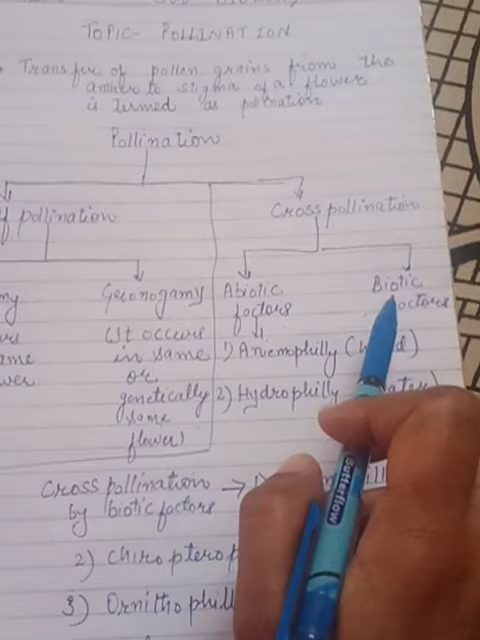 TOPIC- POLLINATION
Transfer of pollen grains from the
anther to stigma of a flower
is termed as pollination
Pollination
pollination
Cross pollination
Geitonogamy
(It occurs
in same
or
genetically
same
flower)
Abiotic
factors
1) Anemophilly
2) Hydrophilly
Biotic
factors
Cross pollination →
by biotic factors
2) Chiropterop
3) Ornithophill
Butterflow